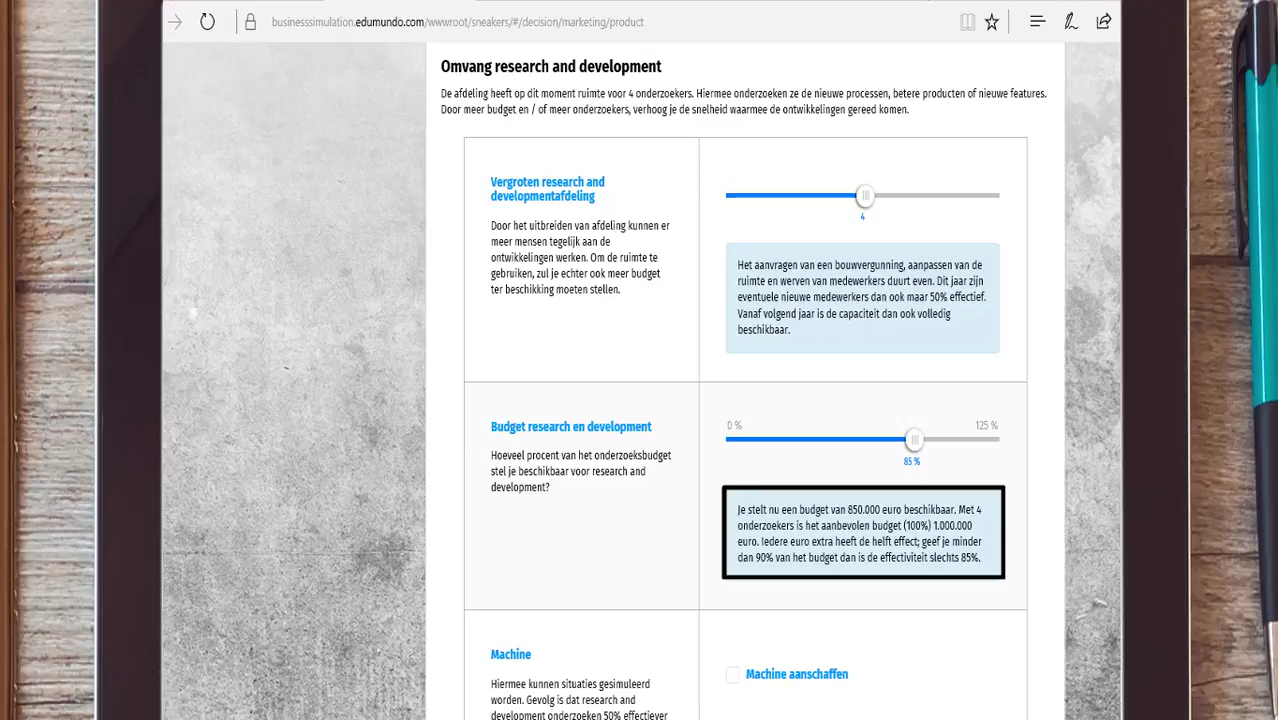 businesssimulation.edumundo.com/wwwroot/sneakers/#/decision/marketing/product
Omvang research and development
De afdeling heeft op dit moment ruimte voor 4 onderzoekers. Hiermee onderzoeken ze de nieuwe processen, betere producten of nieuwe features.
Door meer budget en / of meer onderzoekers, verhoog je de snelheid waarmee de ontwikkelingen gereed komen.
Vergroten research and
developmentafdeling
Door het uitbreiden van afdeling kunnen er
meer mensen tegelijk aan de
ontwikkelingen werken. Om de ruimte te
gebruiken, zul je echter ook meer budget
ter beschikking moeten stellen.
4
Het aanvragen van een bouwvergunning, aanpassen van de
ruimte en werven van medewerkers duurt even. Dit jaar zijn
eventuele nieuwe medewerkers dan ook maar 50% effectief.
Vanaf volgend jaar is de capaciteit dan ook volledig
beschikbaar.
Budget research en development
Hoeveel procent van het onderzoeksbudget
stel je beschikbaar voor research and
development?
0 %
125 %
85 %
Je stelt nu een budget van 850.000 euro beschikbaar. Met 4
onderzoekers is het aanbevolen budget (100%) 1.000.000
euro. Iedere euro extra heeft de helft effect; geef je minder
dan 90% van het budget dan is de effectiviteit slechts 85%.
Machine
Hiermee kunnen situaties gesimuleerd
worden. Gevolg is dat research and
development onderzoeken 50% effectiever
Machine aanschaffen